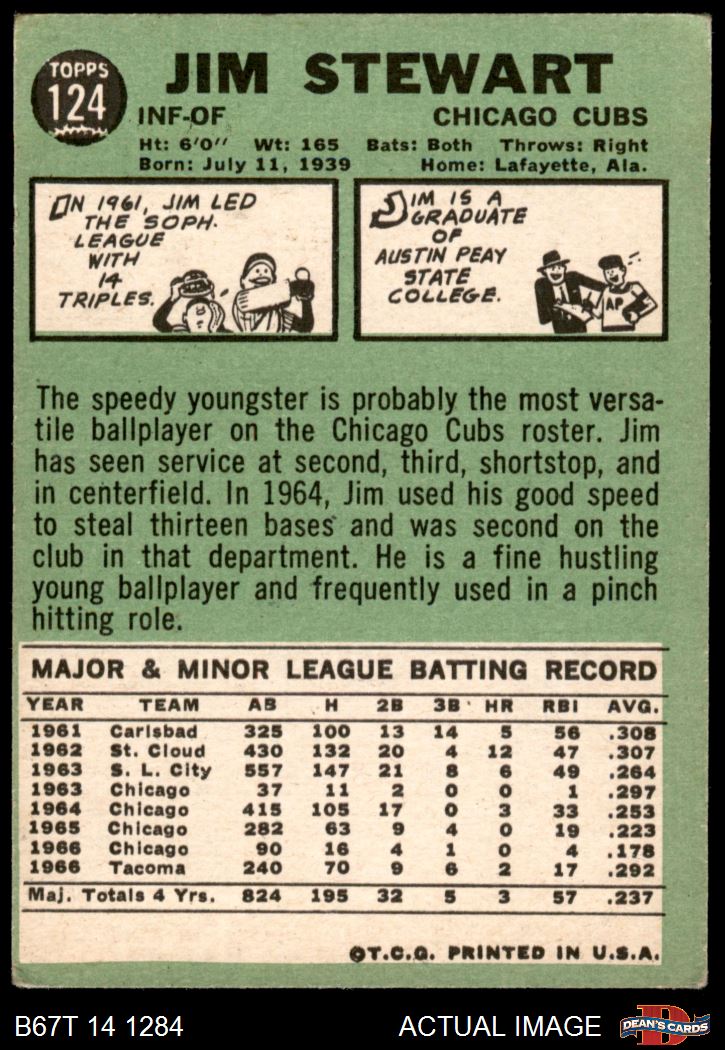 TOPPS
124
JIM STEWART
INF-OF CHICAGO CUBS
Ht: 6'0" Wt: 165 Bats: Both Throws: Right
Born: July 11, 1939 Home: Lafayette, Ala.
IN 1961, JIM LED
THE SOPH.
LEAGUE
WITH
14
TRIPLES.
JIM IS A
GRADUATE
OF
AUSTIN PEAY
STATE
COLLEGE.
AP
The speedy youngster is probably the most versa-
tile ballplayer on the Chicago Cubs roster. Jim
has seen service at second, third, shortstop, and
in centerfield. In 1964, Jim used his good speed
to steal thirteen bases and was second on the
club in that department. He is a fine hustling
young ballplayer and frequently used in a pinch
hitting role.
MAJOR & MINOR LEAGUE BATTING RECORD
YEAR TEAM AB H 2B 3B HR RBI AVG.
1961 Carlsbad 325 100 13 14 5 56 .308
1962 St. Cloud 430 132 20 4 12 47 .307
1963 S. L. City 557 147 21 8 6 49 .264
1963 Chicago 37 11 2 0 0 1 .297
1964 Chicago 415 105 17 0 3 33 .253
1965 Chicago 282 63 9 4 0 19 .223
1966 Chicago 90 16 4 1 0 4 .178
1966 Tacoma 240 70 9 6 2 17 .292
Maj. Totals 4 Yrs. 824 195 32 5 3 57 .237
©T.C.G. PRINTED IN U.S.A.
B67T 14 1284 ACTUAL IMAGE
D
DEAN'S CARDS